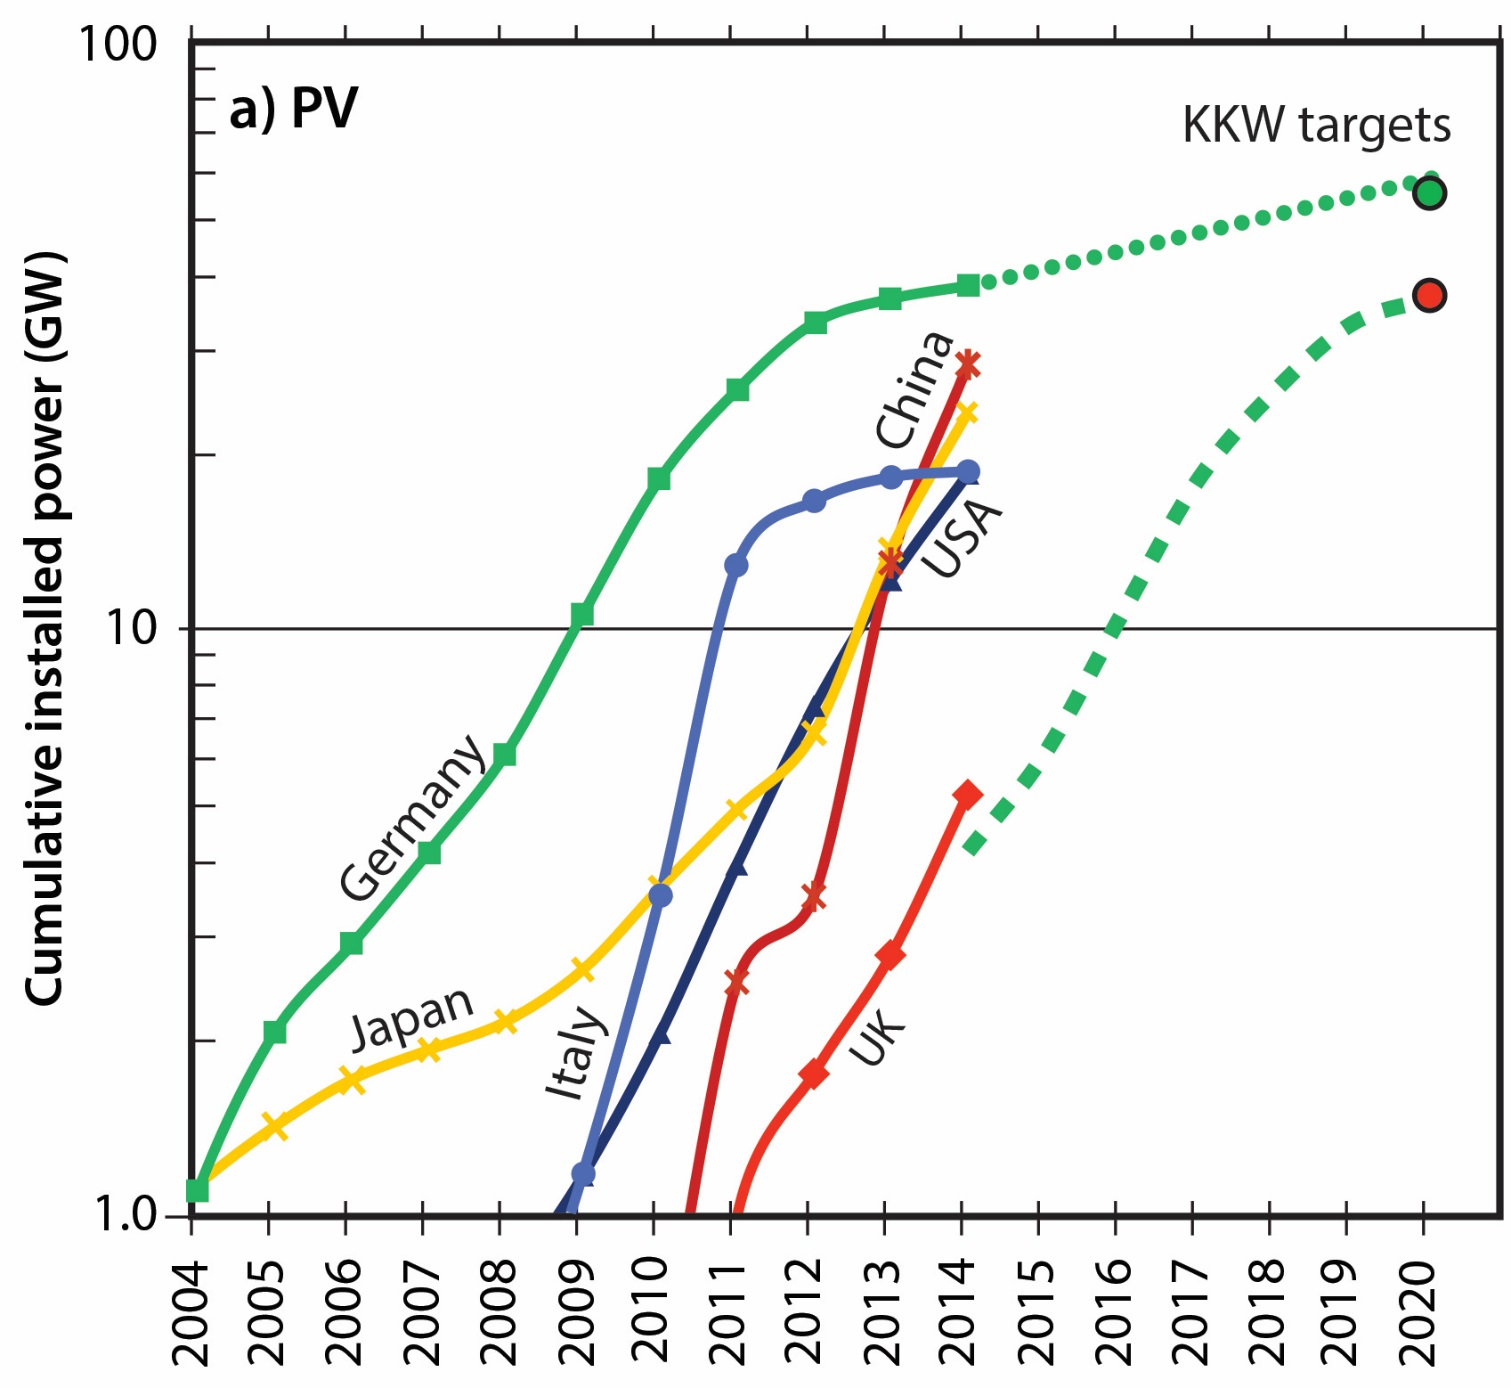 100
a) PV
KKW targets
Cumulative installed power (GW)
China
USA
10
Germany
Japan
Italy
UK
1.0
2004
2005
2006
2007
2008
2009
2010
2011
2012
2013
2014
2015
2016
2017
2018
2019
2020